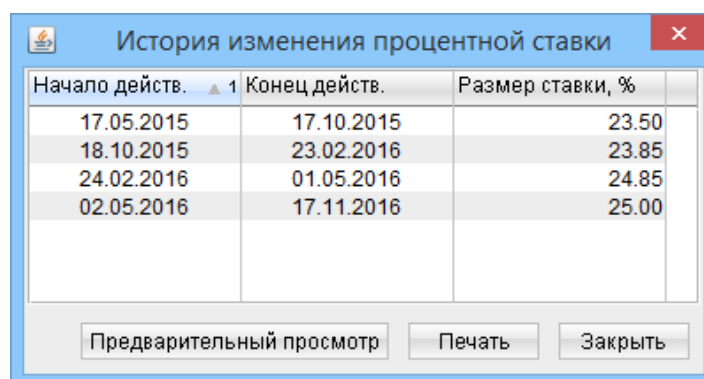 История изменения процентной ставки
Начало действ. 1 Конец действ. Размер ставки, %
17.05.2015 17.10.2015 23.50
18.10.2015 23.02.2016 23.85
24.02.2016 01.05.2016 24.85
02.05.2016 17.11.2016 25.00
Предварительный просмотр Печать Закрыть